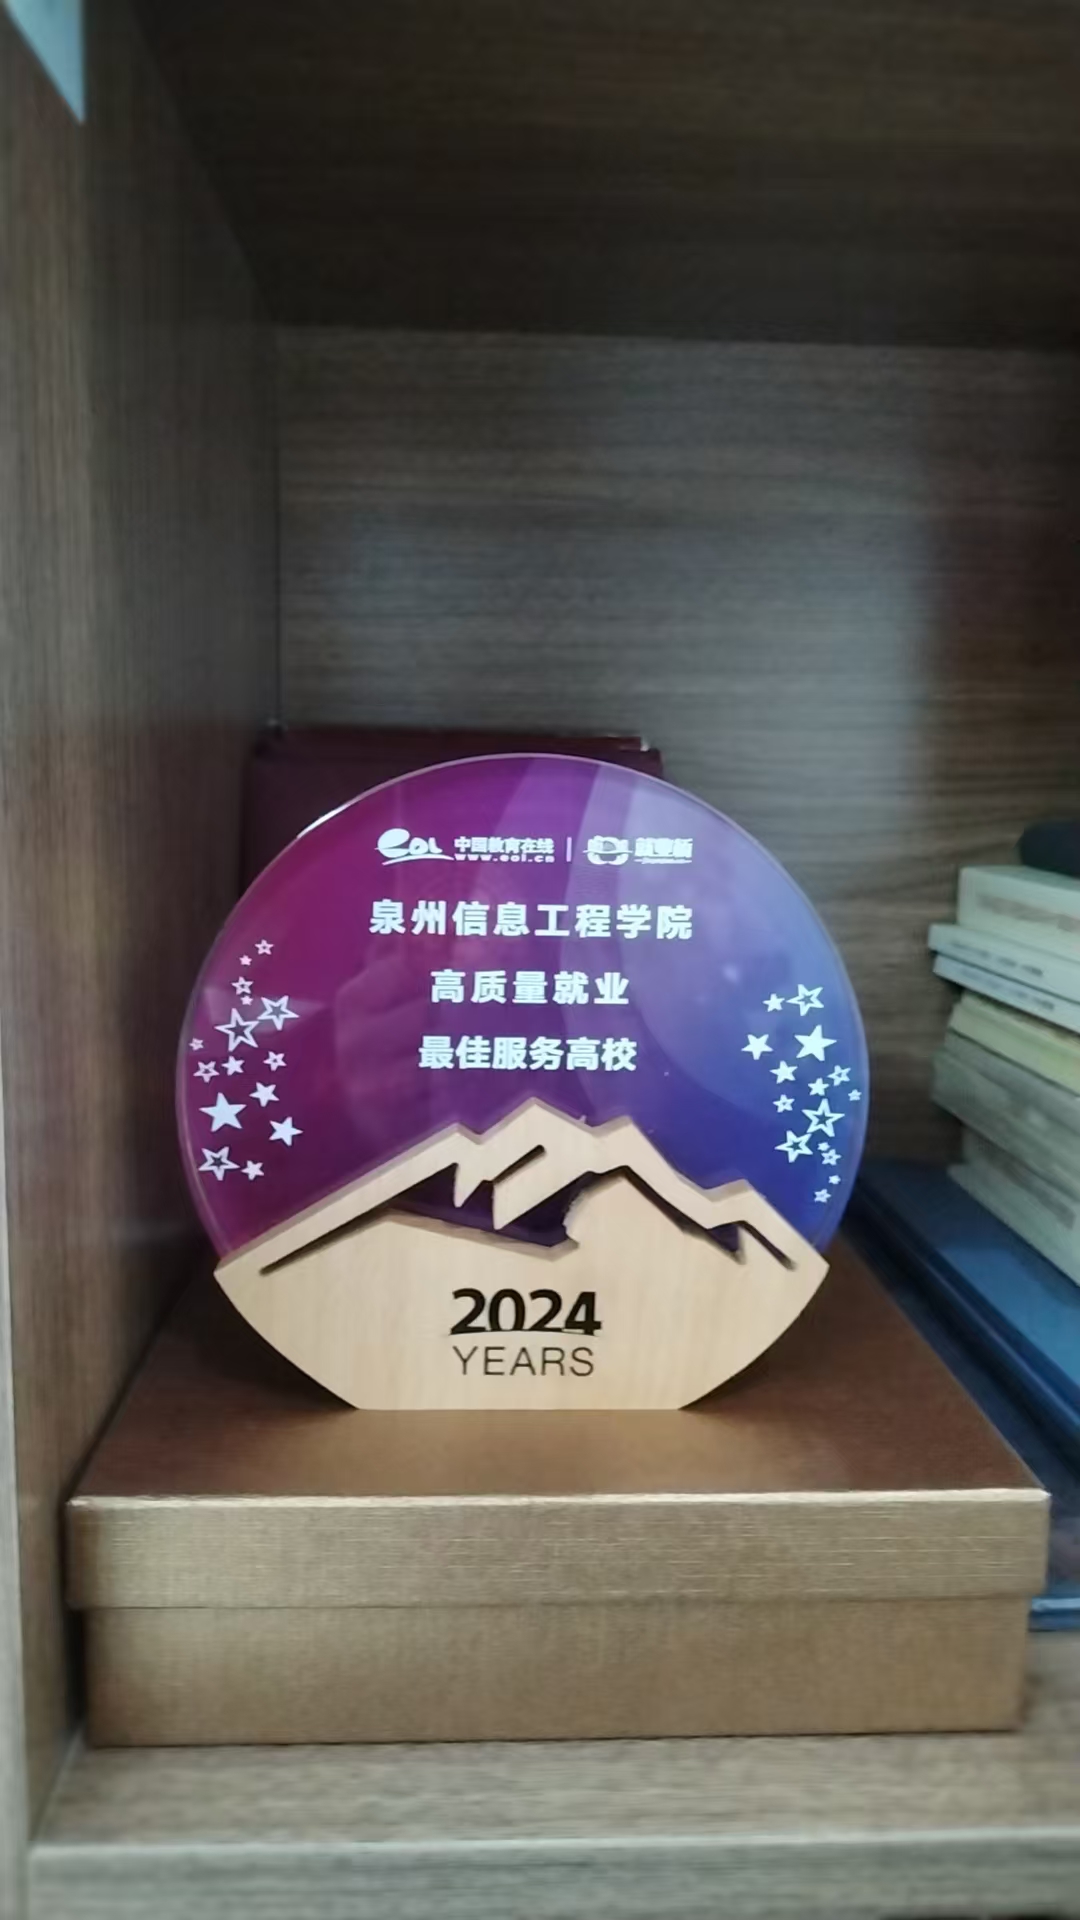 eol 中国教育在线
www.eol.cn
泉州信息工程学院
高质量就业
最佳服务高校
2024
YEARS